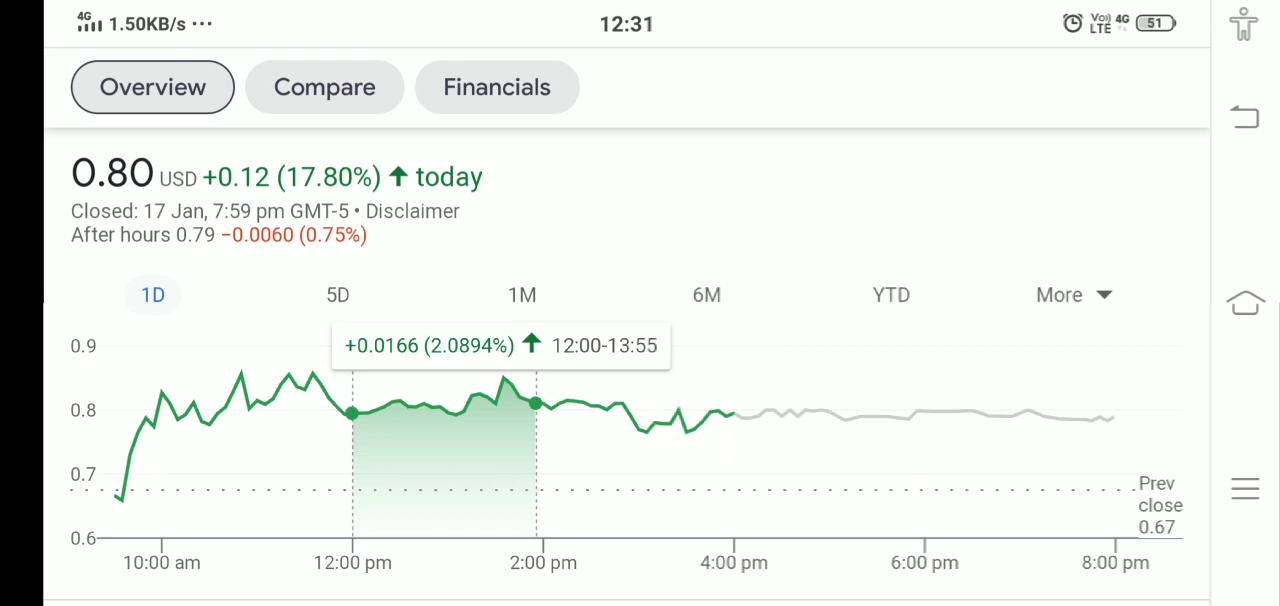 4G 1.50KB/s ··· 12:31 Vo) LTE 4G 51
Overview Compare Financials
0.80 USD +0.12 (17.80%) ↑ today
Closed: 17 Jan, 7:59 pm GMT-5 • Disclaimer
After hours 0.79 −0.0060 (0.75%)
1D 5D 1M 6M YTD More
+0.0166 (2.0894%) ↑ 12:00-13:55
0.9
0.8
0.7
0.6
Prev
close
0.67
10:00 am 12:00 pm 2:00 pm 4:00 pm 6:00 pm 8:00 pm